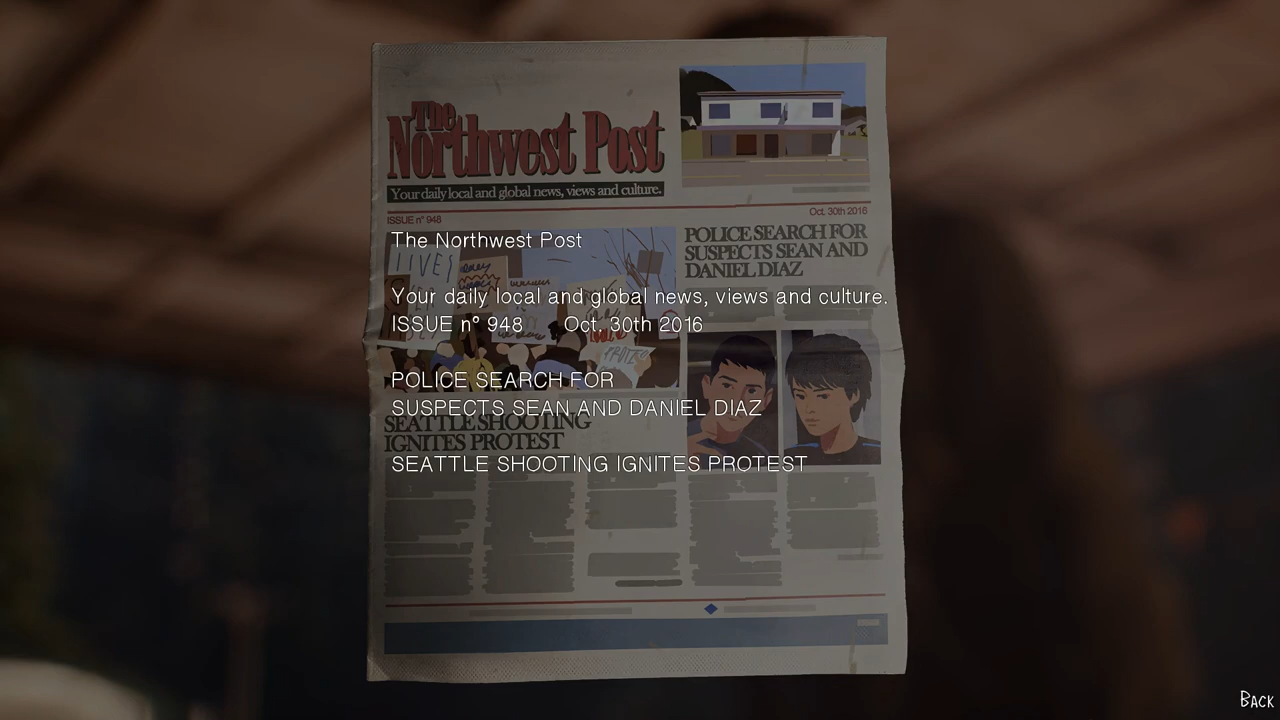 The
Northwest Post
Your daily local and global news, views and culture.
ISSUE n° 948
Oct. 30th 2016
POLICE SEARCH FOR
SUSPECTS SEAN AND
DANIEL DIAZ
LIVES
SEATTLE SHOOTING
IGNITES PROTEST
The Northwest Post
Your daily local and global news, views and culture.
ISSUE n° 948 Oct. 30th 2016
POLICE SEARCH FOR
SUSPECTS SEAN AND DANIEL DIAZ
SEATTLE SHOOTING IGNITES PROTEST
BACK